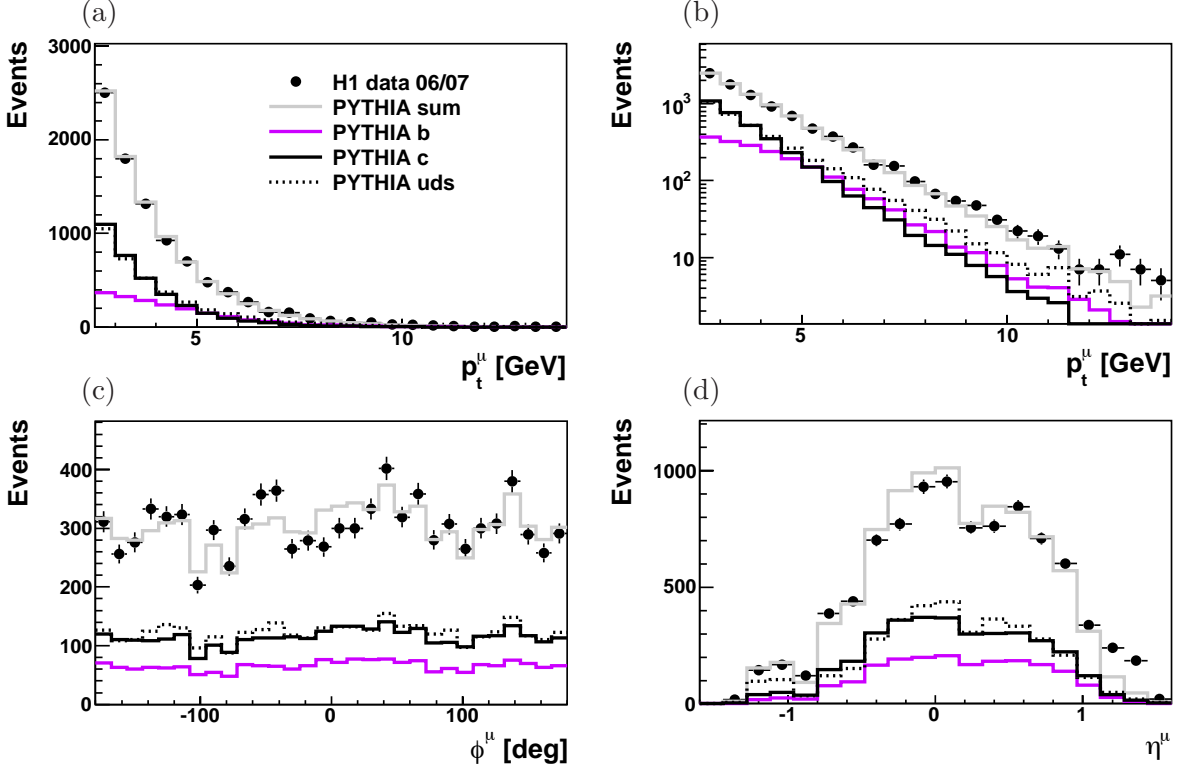 (a)
Events
3000
2000
1000
0
5
10
p_t^μ [GeV]
H1 data 06/07
PYTHIA sum
PYTHIA b
PYTHIA c
PYTHIA uds
(b)
Events
10³
10²
10
5
10
p_t^μ [GeV]
(c)
Events
400
300
200
100
0
-100
0
100
ϕ^μ [deg]
(d)
Events
1000
500
0
-1
0
1
η^μ